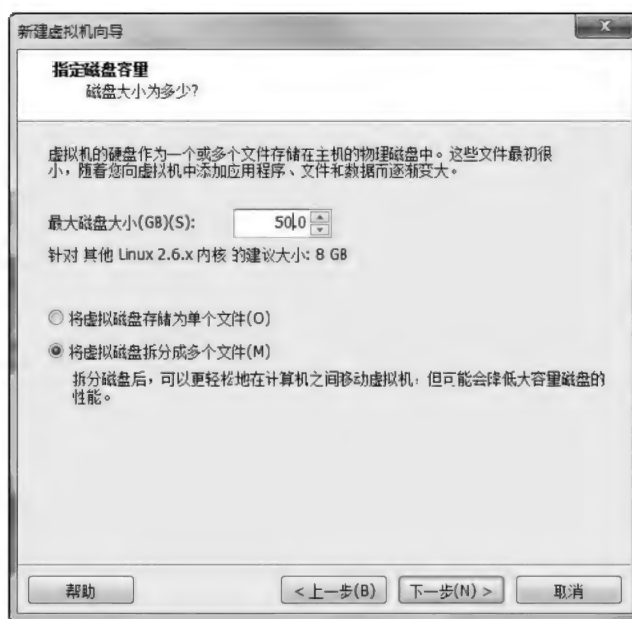 新建虚拟机向导
x
指定磁盘容量
磁盘大小为多少?
虚拟机的硬盘作为一个或多个文件存储在主机的物理磁盘中。这些文件最初很
小，随着您向虚拟机中添加应用程序、文件和数据而逐渐变大。
最大磁盘大小(GB)(S): 50.0
针对 其他 Linux 2.6.x 内核 的建议大小: 8 GB
将虚拟磁盘存储为单个文件(O)
将虚拟磁盘拆分成多个文件(M)
拆分磁盘后，可以更轻松地在计算机之间移动虚拟机；但可能会降低大容量磁盘的
性能。
帮助 < 上一步(B) 下一步(N) > 取消